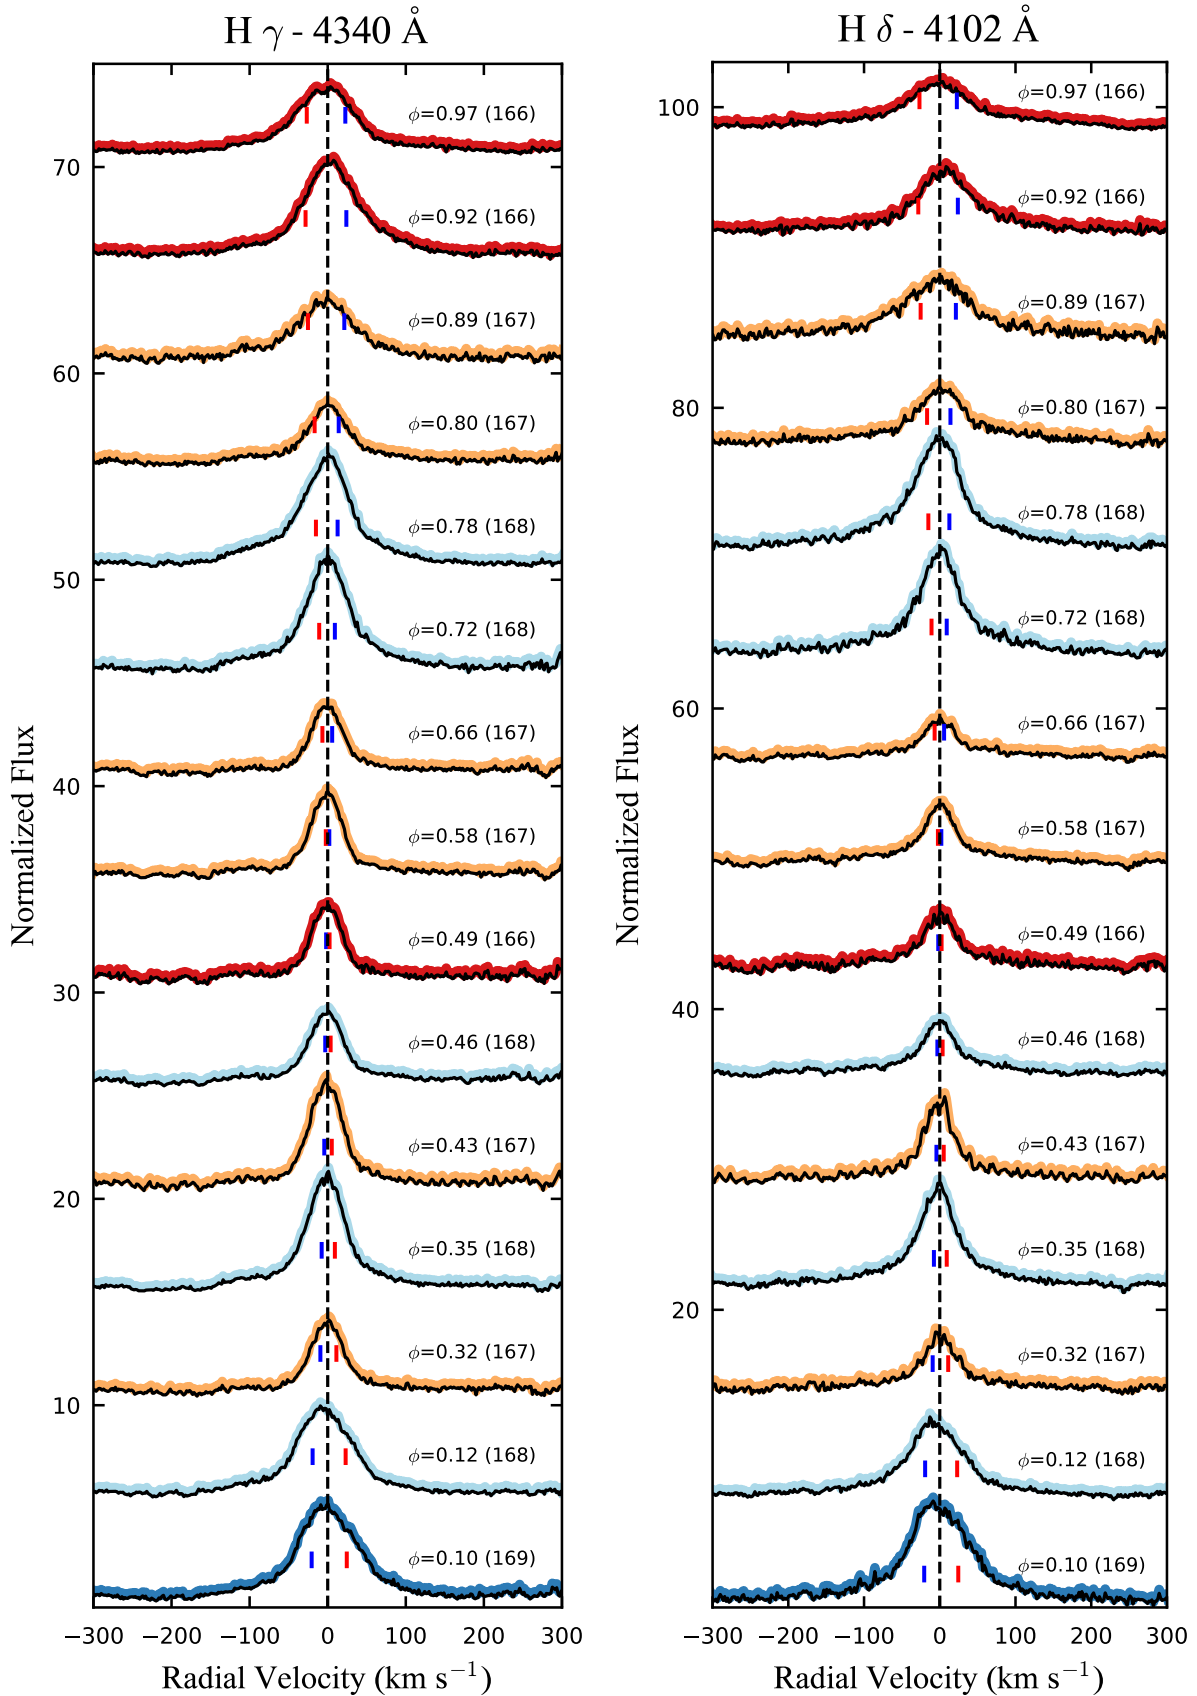 H γ - 4340 Å
ϕ=0.97 (166)
ϕ=0.92 (166)
ϕ=0.89 (167)
ϕ=0.80 (167)
ϕ=0.78 (168)
ϕ=0.72 (168)
ϕ=0.66 (167)
ϕ=0.58 (167)
ϕ=0.49 (166)
ϕ=0.46 (168)
ϕ=0.43 (167)
ϕ=0.35 (168)
ϕ=0.32 (167)
ϕ=0.12 (168)
ϕ=0.10 (169)
70
60
50
40
30
20
10
Normalized Flux
−300 −200 −100 0 100 200 300
Radial Velocity (km s⁻¹)
H δ - 4102 Å
ϕ=0.97 (166)
ϕ=0.92 (166)
ϕ=0.89 (167)
ϕ=0.80 (167)
ϕ=0.78 (168)
ϕ=0.72 (168)
ϕ=0.66 (167)
ϕ=0.58 (167)
ϕ=0.49 (166)
ϕ=0.46 (168)
ϕ=0.43 (167)
ϕ=0.35 (168)
ϕ=0.32 (167)
ϕ=0.12 (168)
ϕ=0.10 (169)
100
80
60
40
20
Normalized Flux
−300 −200 −100 0 100 200 300
Radial Velocity (km s⁻¹)